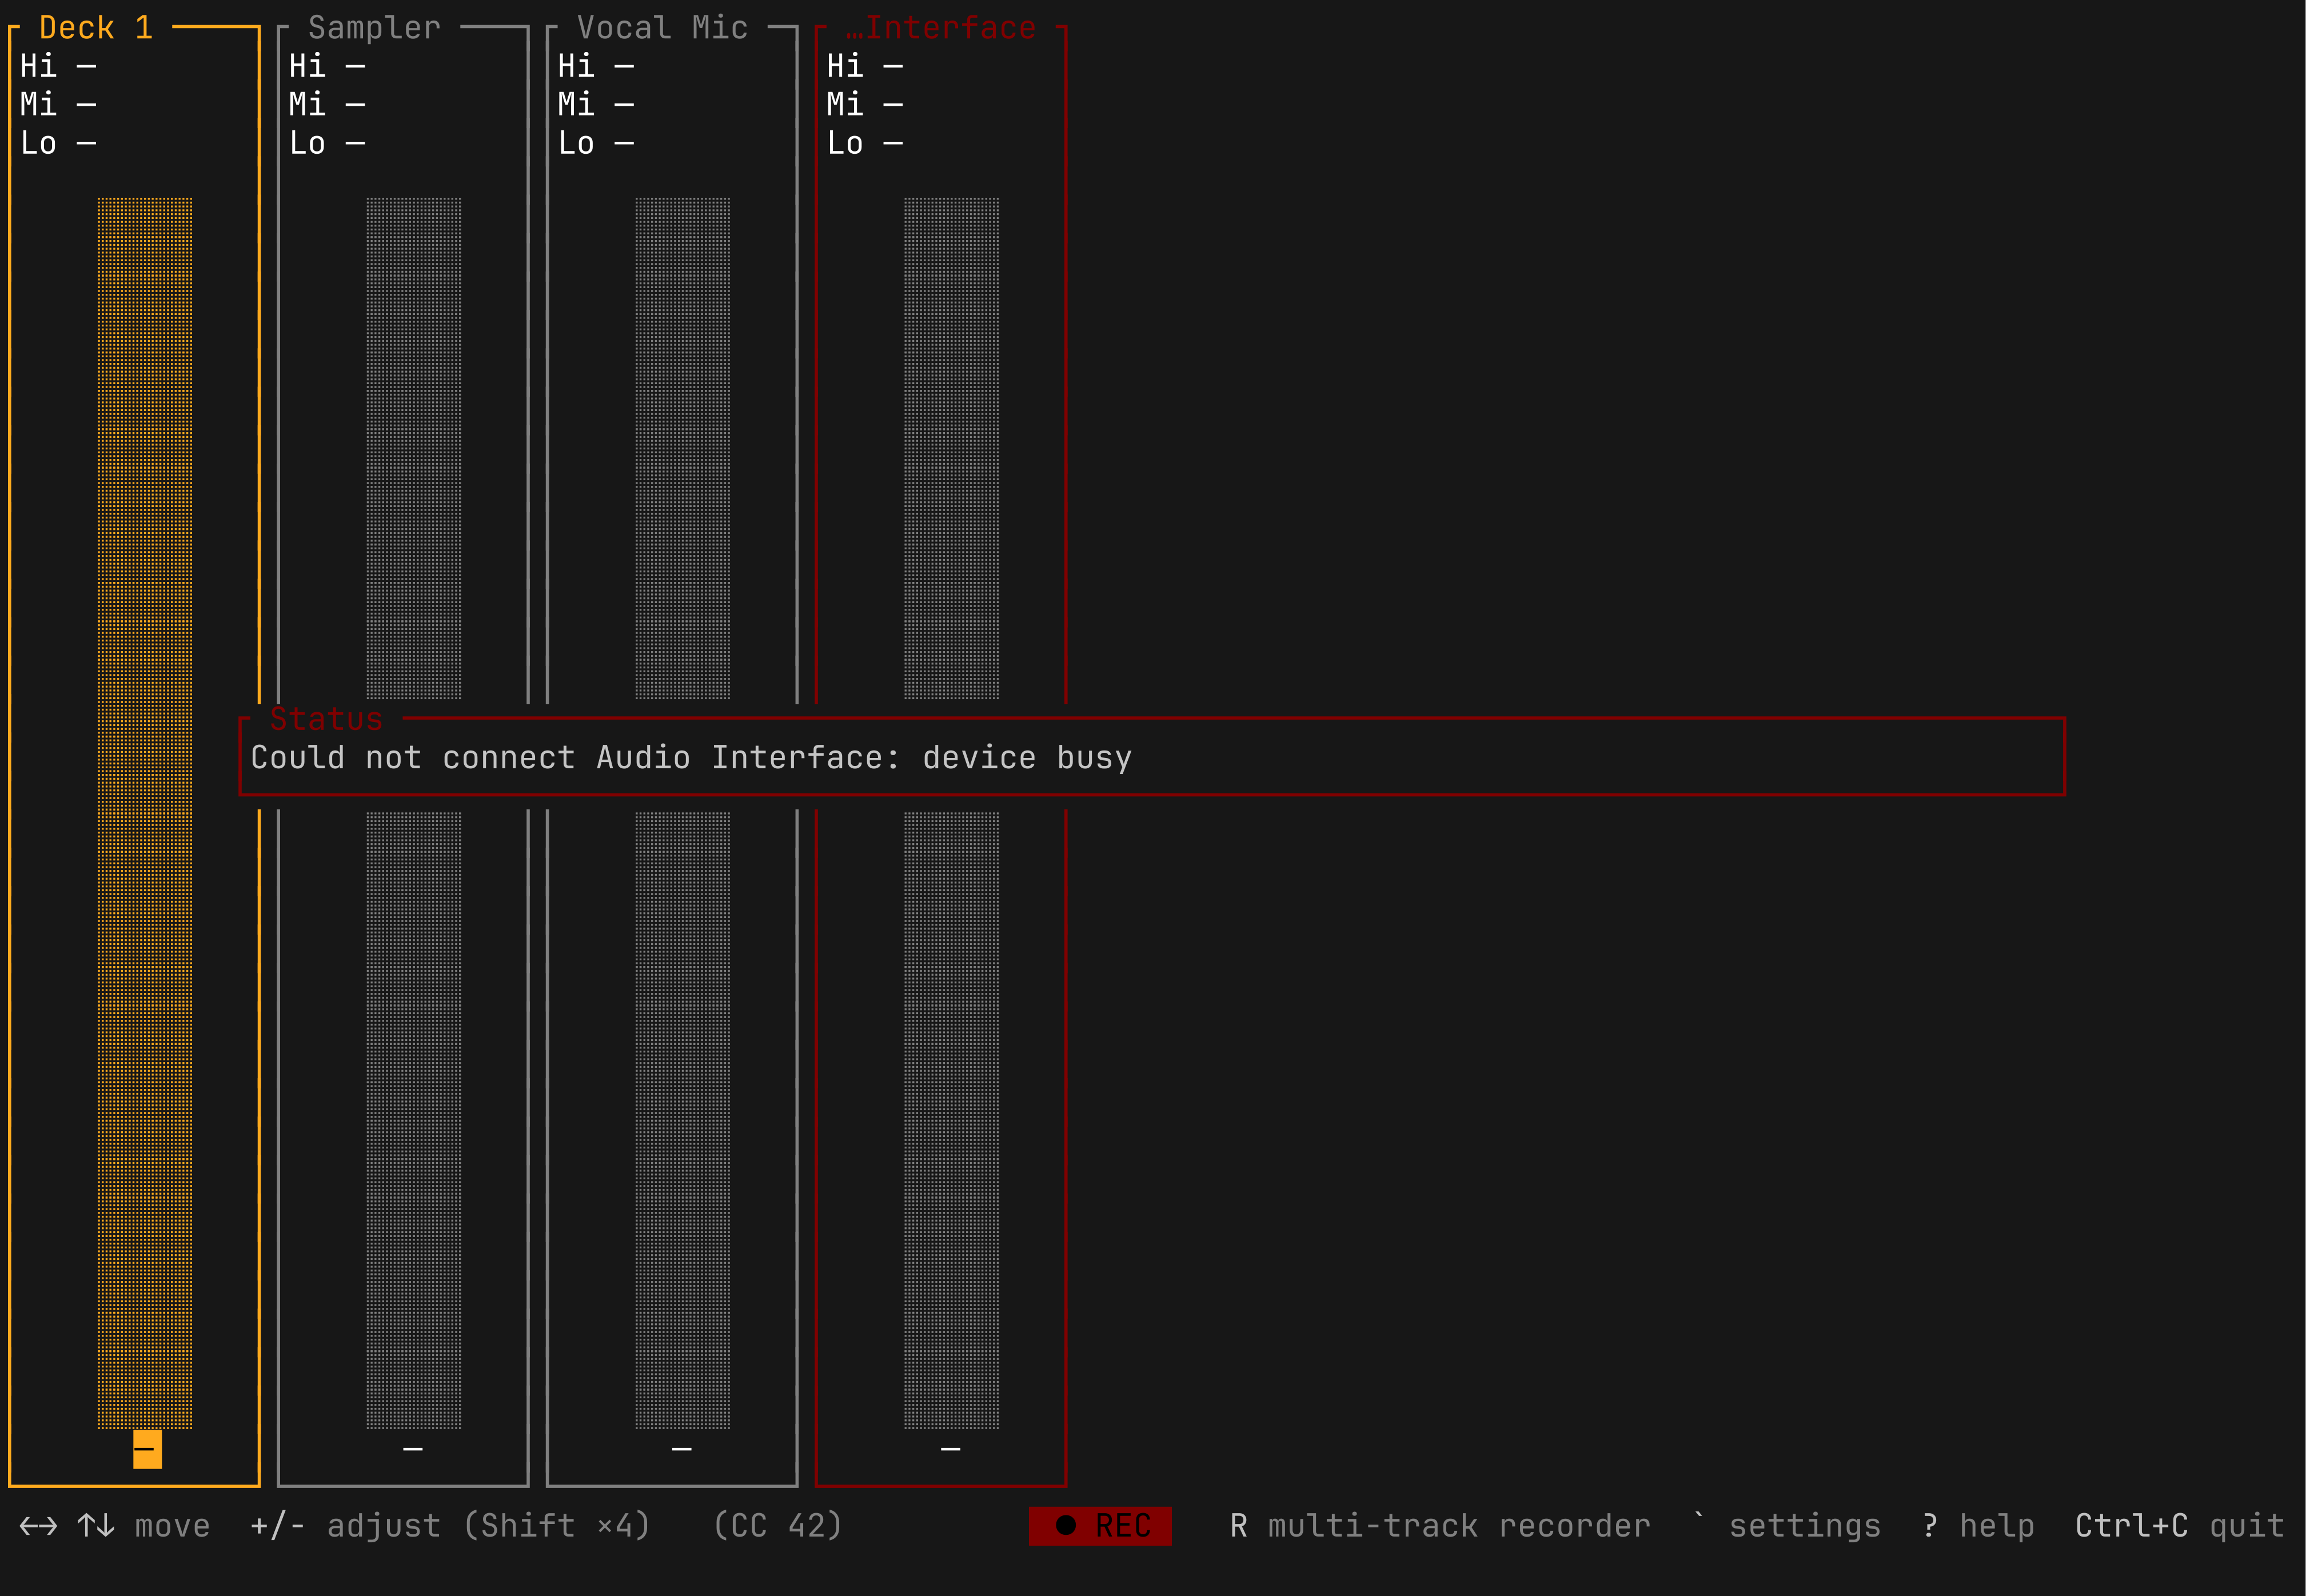 Deck 1 Sampler Vocal Mic …Interface
Hi — Hi — Hi — Hi —
Mi — Mi — Mi — Mi —
Lo — Lo — Lo — Lo —
Status
Could not connect Audio Interface: device busy
— — — —
←→ ↑↓ move +/- adjust (Shift ×4) (CC 42) ● REC R multi-track recorder ` settings ? help Ctrl+C quit